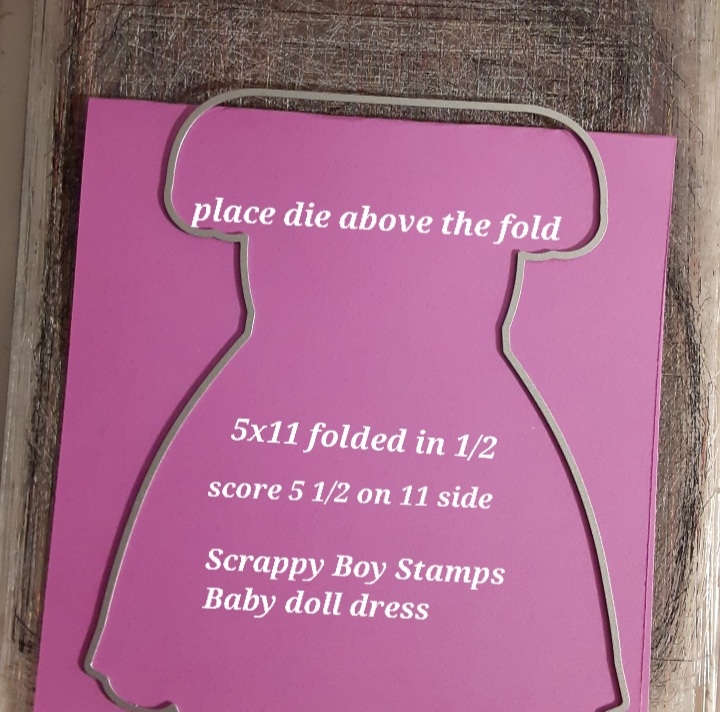 place die above the fold
5x11 folded in 1/2
score 5 1/2 on 11 side
Scrappy Boy Stamps
Baby doll dress